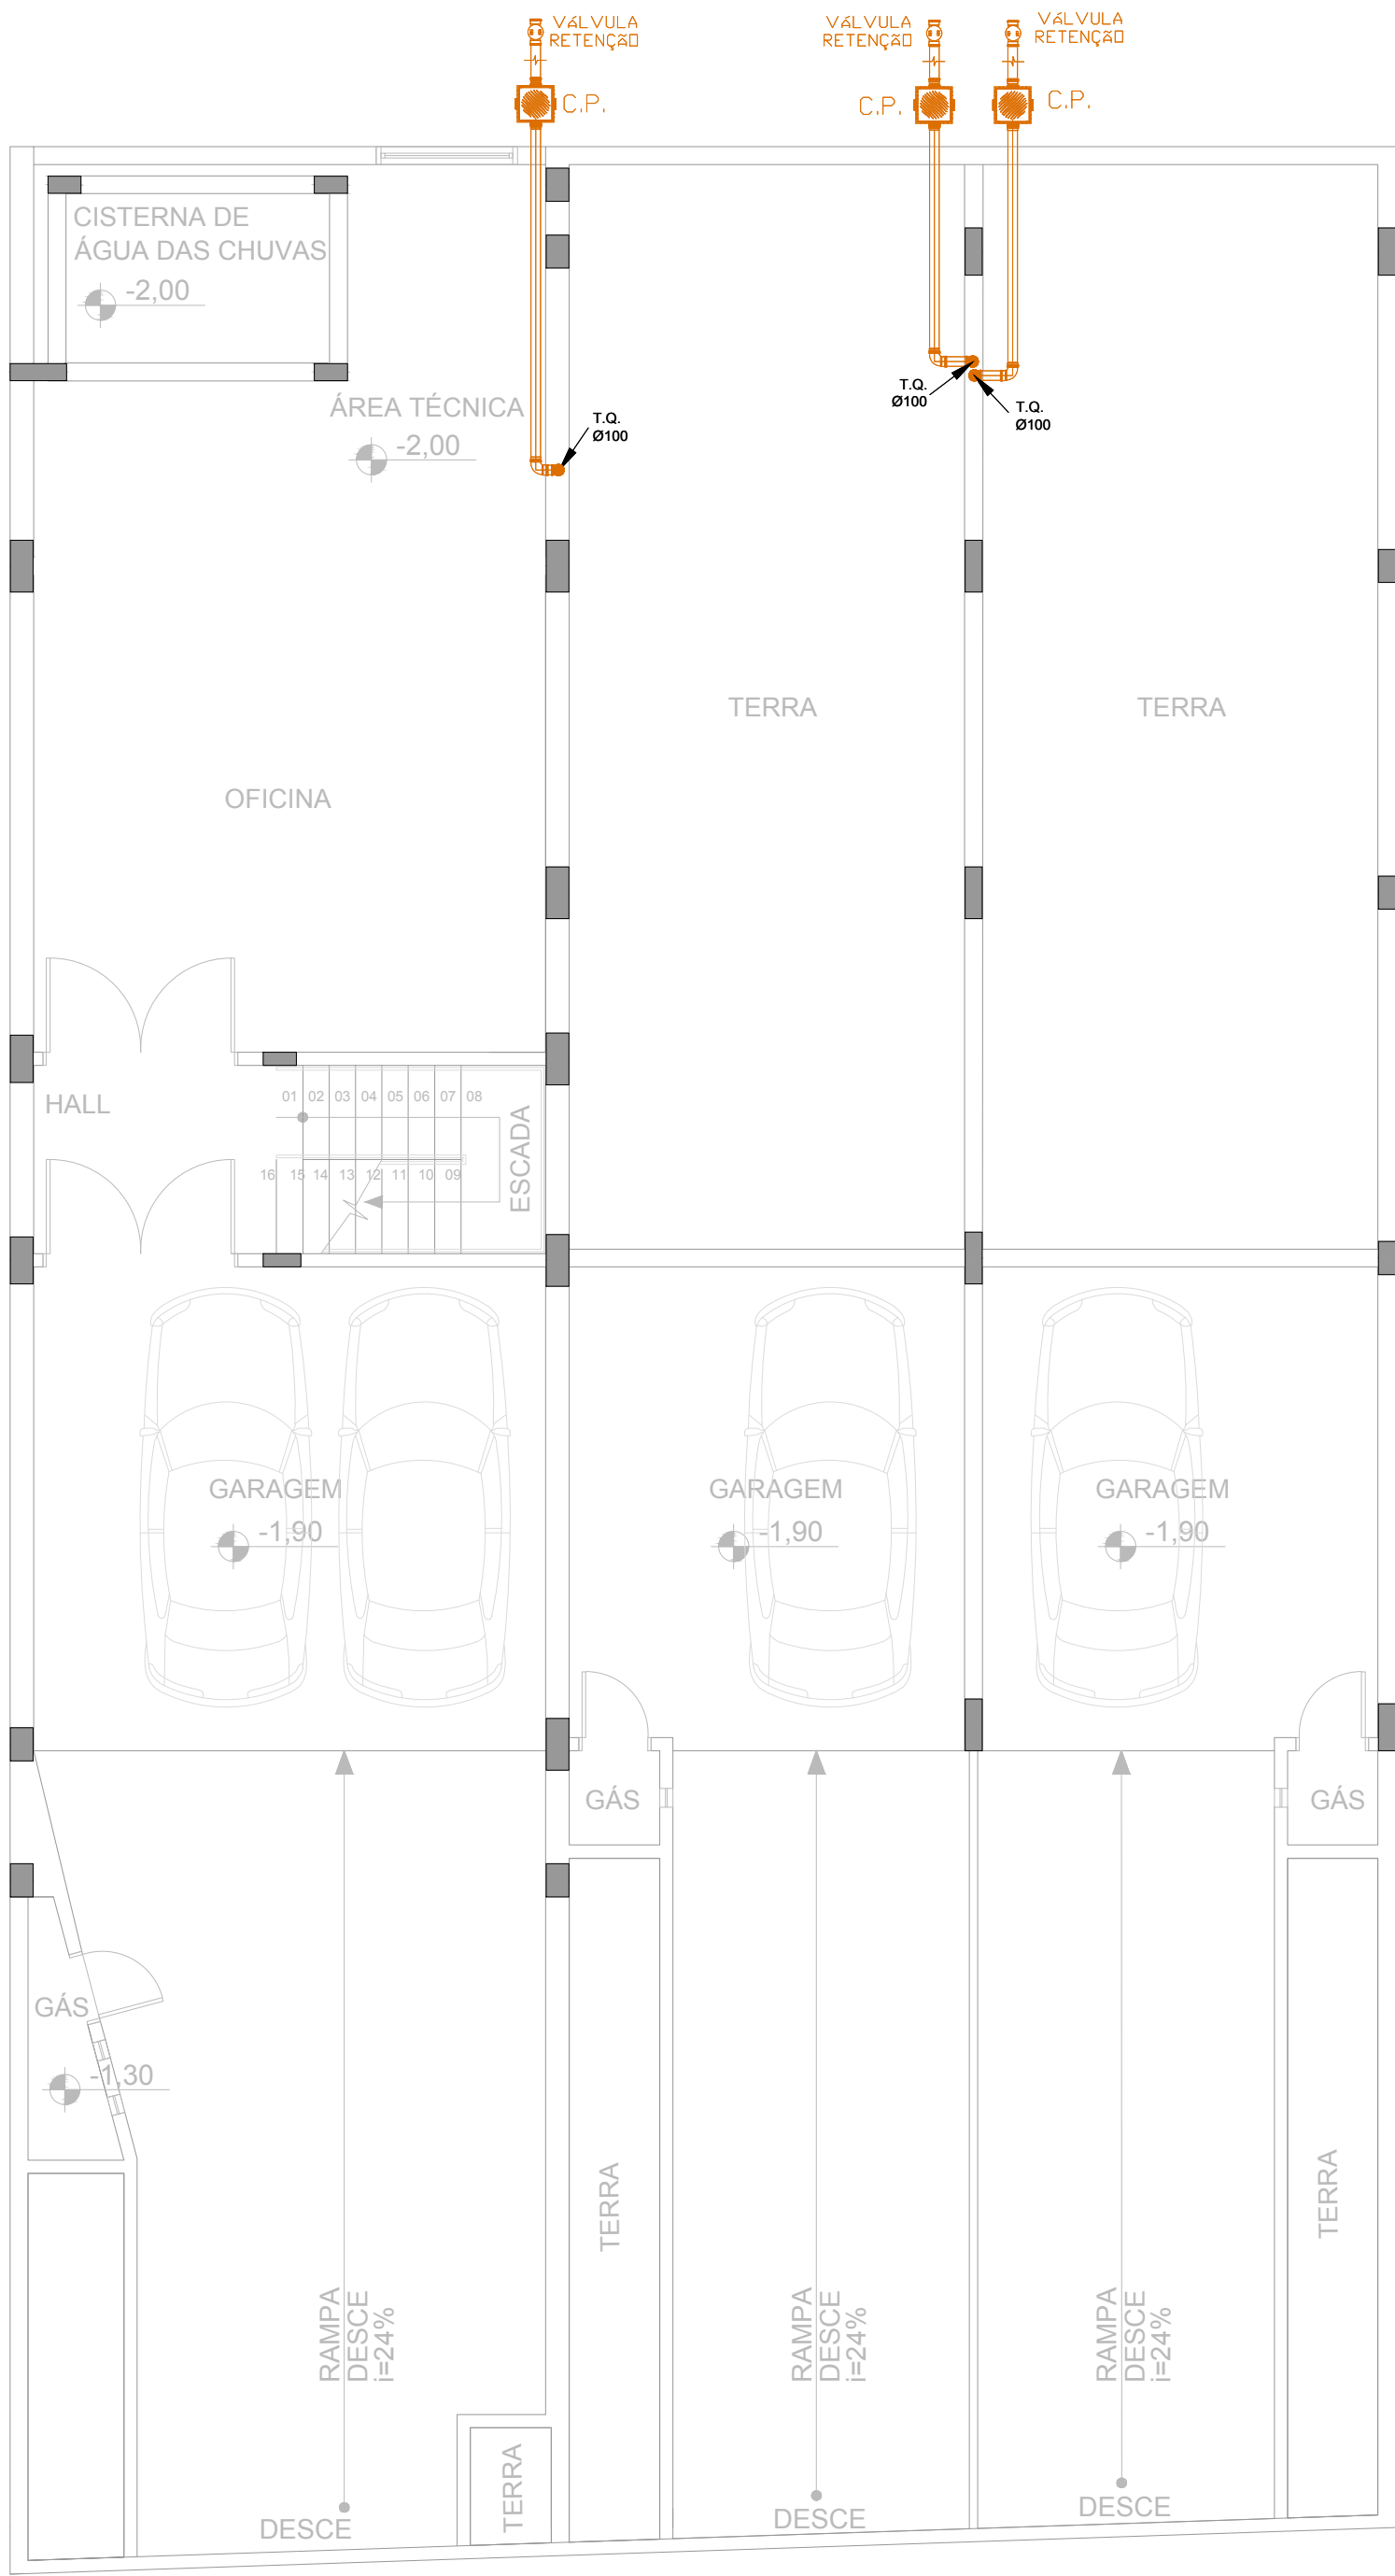 VáLVULA
RETENÇãO
VáLVULA
RETENÇãO
VáLVULA
RETENÇãO
C.P.
C.P.
C.P.
CISTERNA DE
ÁGUA DAS CHUVAS
-2,00
T.Q.
Ø100
T.Q.
Ø100
ÁREA TÉCNICA
-2,00
T.Q.
Ø100
TERRA
TERRA
OFICINA
HALL
01 02 03 04 05 06 07 08
16 15 14 13 12 11 10 09
ESCADA
GARAGEM
-1,90
GARAGEM
-1,90
GARAGEM
-1,90
GÁS
GÁS
GÁS
-1,30
TERRA
TERRA
RAMPA
DESCE
i=24%
RAMPA
DESCE
i=24%
RAMPA
DESCE
i=24%
TERRA
DESCE
DESCE
DESCE